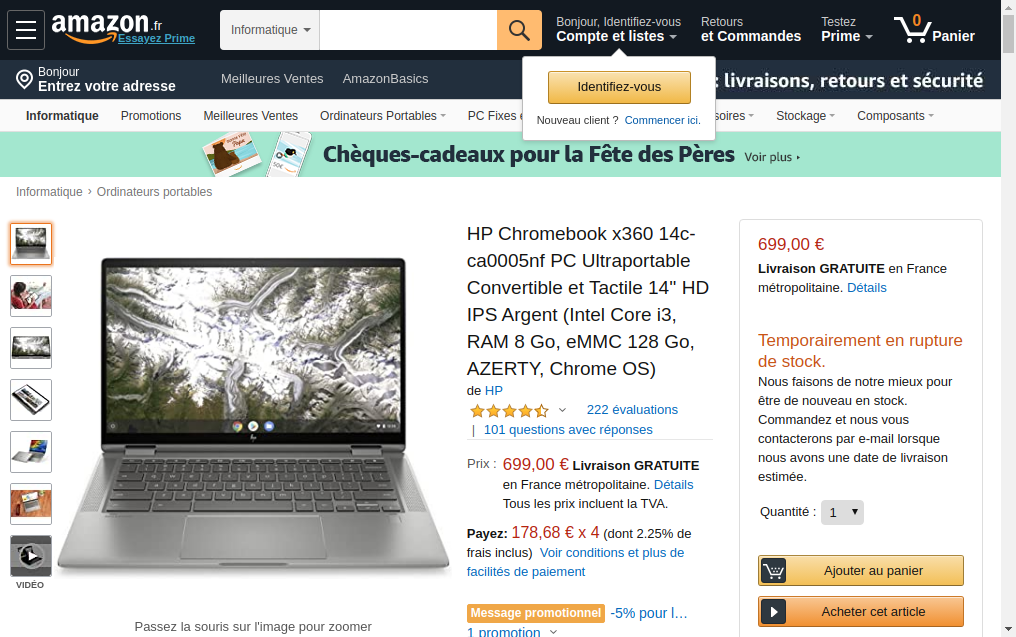 amazon.fr
Essayez Prime
Informatique
Bonjour, Identifiez-vous
Compte et listes
Retours
et Commandes
Testez
Prime
0
Panier
Bonjour
Entrez votre adresse
Meilleures Ventes
AmazonBasics
Identifiez-vous
Nouveau client ? Commencer ici.
: livraisons, retours et sécurité
Informatique
Promotions
Meilleures Ventes
Ordinateurs Portables
PC Fixes
soires
Stockage
Composants
Chèques-cadeaux pour la Fête des Pères
Voir plus
Informatique › Ordinateurs portables
HP Chromebook x360 14c-
ca0005nf PC Ultraportable
Convertible et Tactile 14" HD
IPS Argent (Intel Core i3,
RAM 8 Go, eMMC 128 Go,
AZERTY, Chrome OS)
de HP
222 évaluations
| 101 questions avec réponses
Prix : 699,00 € Livraison GRATUITE
en France métropolitaine. Détails
Tous les prix incluent la TVA.
Payez: 178,68 € x 4 (dont 2.25% de
frais inclus) Voir conditions et plus de
facilités de paiement
Message promotionnel -5% pour l…
1 promotion
VIDÉO
Passez la souris sur l'image pour zoomer
699,00 €
Livraison GRATUITE en France
métropolitaine. Détails
Temporairement en rupture
de stock.
Nous faisons de notre mieux pour
être de nouveau en stock.
Commandez et nous vous
contacterons par e-mail lorsque
nous avons une date de livraison
estimée.
Quantité : 1
Ajouter au panier
Acheter cet article